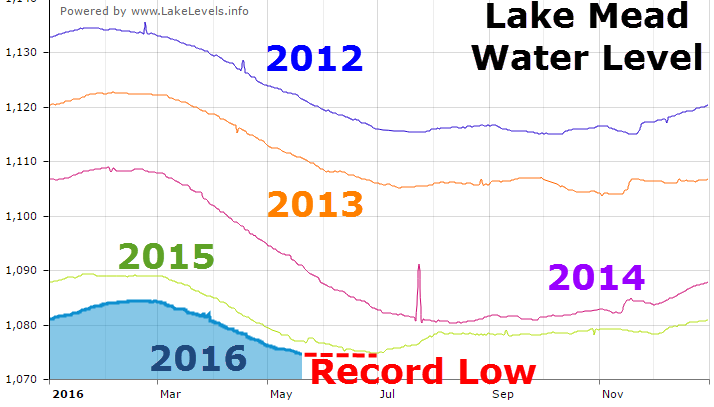 1,140
Powered by www.LakeLevels.info
Lake Mead
Water Level
1,130
2012
1,120
1,110
2013
1,100
2015
1,090
2014
1,080
2016
Record Low
1,070
2016
Mar
May
Jul
Sep
Nov